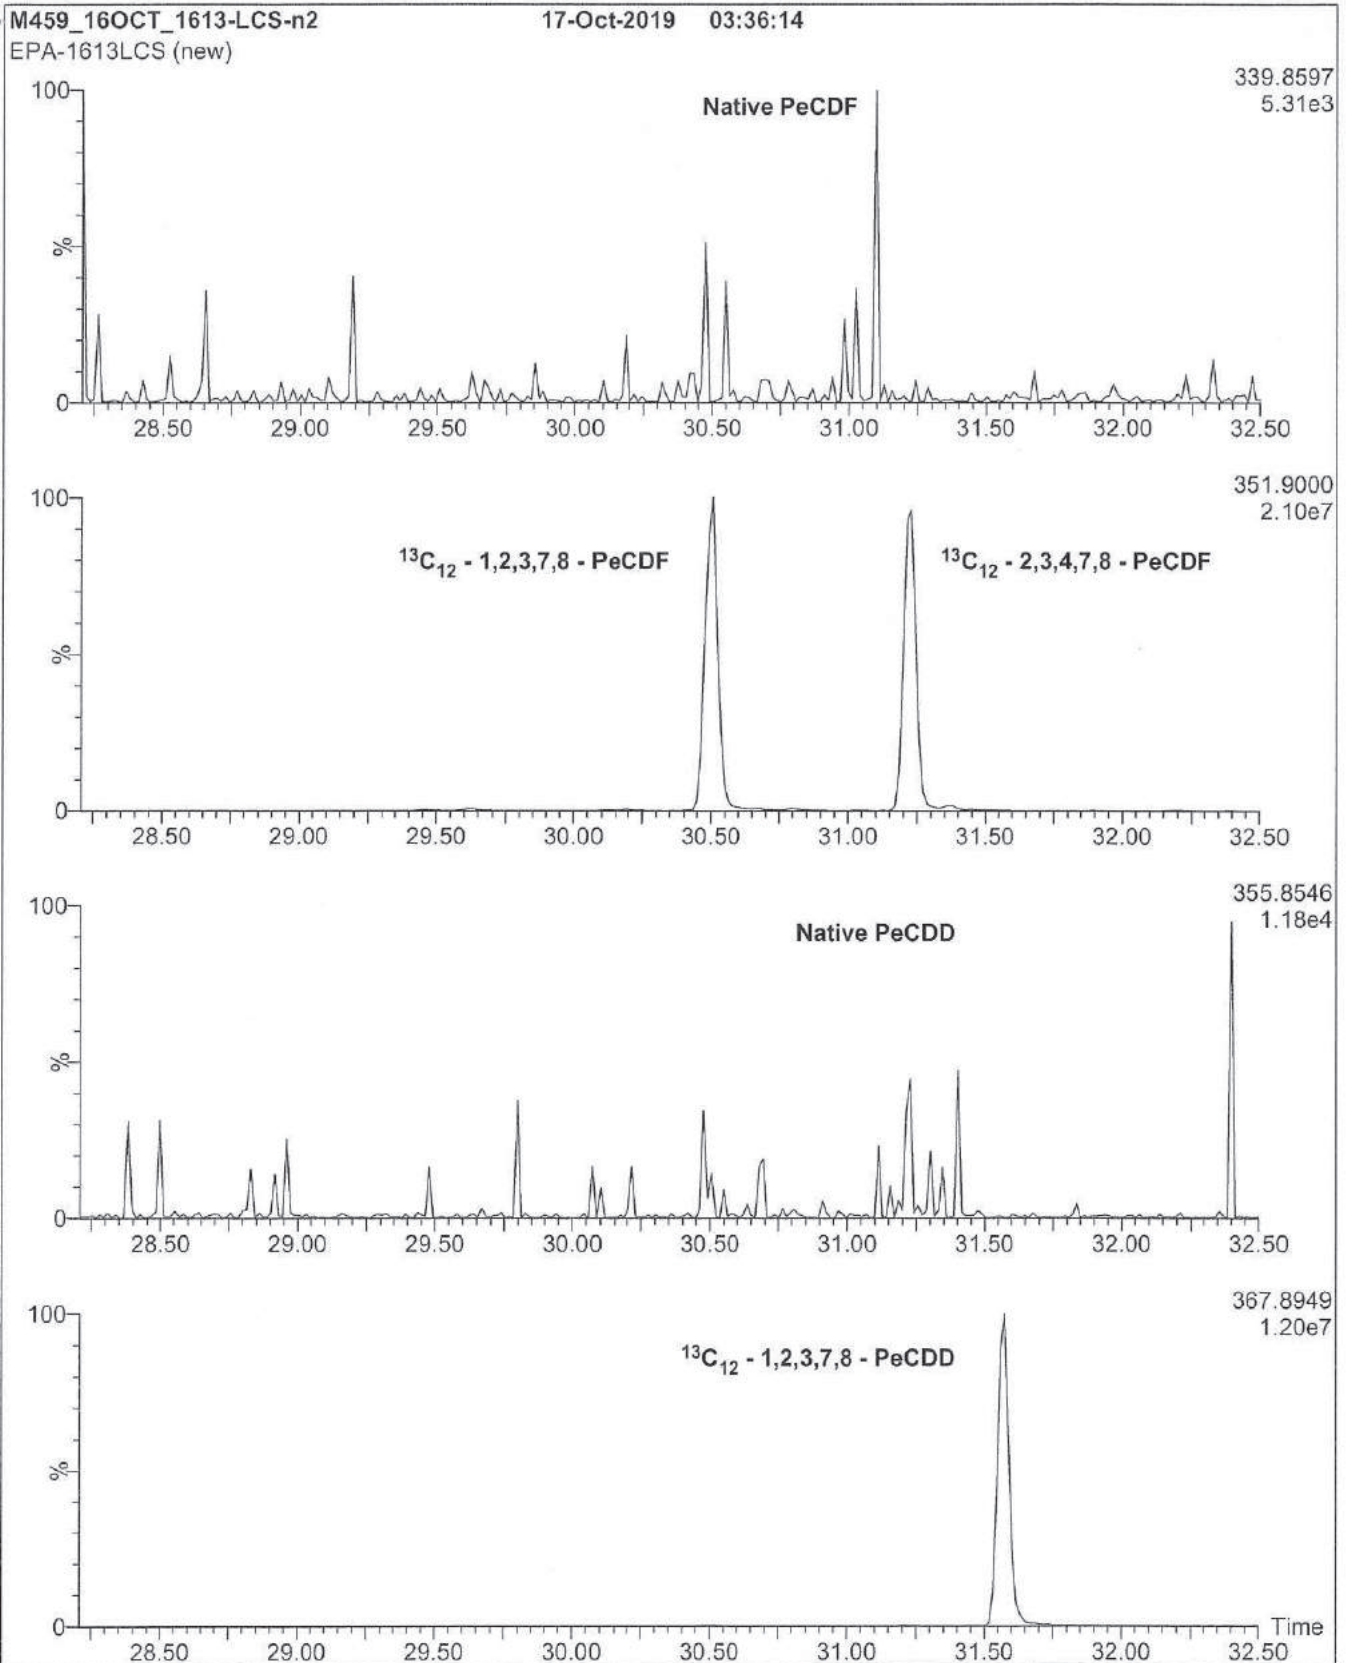 M459_16OCT_1613-LCS-n2 17-Oct-2019 03:36:14
EPA-1613LCS (new)
339.8597
5.31e3
100
Native PeCDF
%
0
28.50 29.00 29.50 30.00 30.50 31.00 31.50 32.00 32.50
351.9000
2.10e7
100
¹³C₁₂ - 1,2,3,7,8 - PeCDF ¹³C₁₂ - 2,3,4,7,8 - PeCDF
%
0
28.50 29.00 29.50 30.00 30.50 31.00 31.50 32.00 32.50
355.8546
1.18e4
100
Native PeCDD
%
0
28.50 29.00 29.50 30.00 30.50 31.00 31.50 32.00 32.50
367.8949
1.20e7
100
¹³C₁₂ - 1,2,3,7,8 - PeCDD
%
0
Time
28.50 29.00 29.50 30.00 30.50 31.00 31.50 32.00 32.50